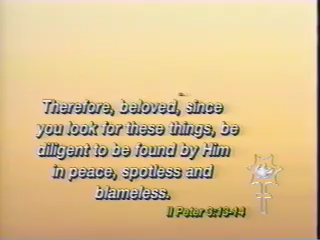 Therefore, beloved, since
you look for these things, be
diligent to be found by Him
in peace, spotless and
blameless.
II Peter 3:13-14